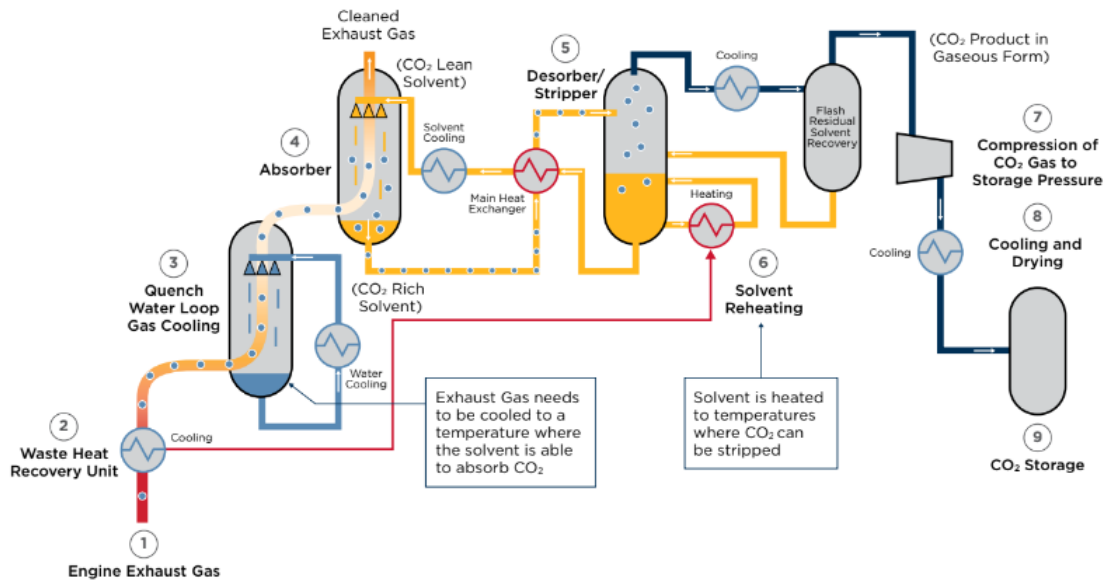 Cleaned
Exhaust Gas
(CO₂ Lean
Solvent)
4
Absorber
Solvent
Cooling
Main Heat
Exchanger
5
Desorber/
Stripper
Cooling
Flash
Residual
Solvent
Recovery
(CO₂ Product in
Gaseous Form)
7
Compression of
CO₂ Gas to
Storage Pressure
8
Cooling and
Drying
Cooling
Heating
6
Solvent
Reheating
3
Quench
Water Loop
Gas Cooling
(CO₂ Rich
Solvent)
Water
Cooling
Exhaust Gas needs
to be cooled to a
temperature where
the solvent is able
to absorb CO₂
Solvent is heated
to temperatures
where CO₂ can
be stripped
2
Waste Heat
Recovery Unit
Cooling
9
CO₂ Storage
1
Engine Exhaust Gas